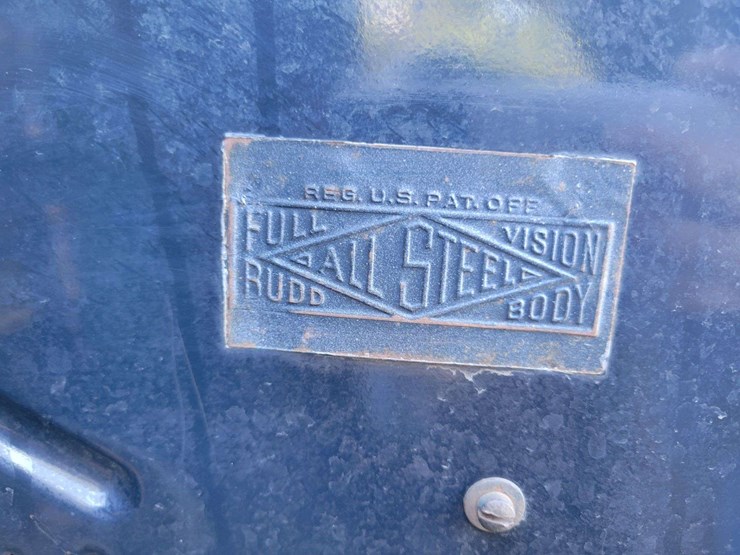 REG. U.S. PAT. OFF
FULL VISION
ALL STEEL
BUDD BODY